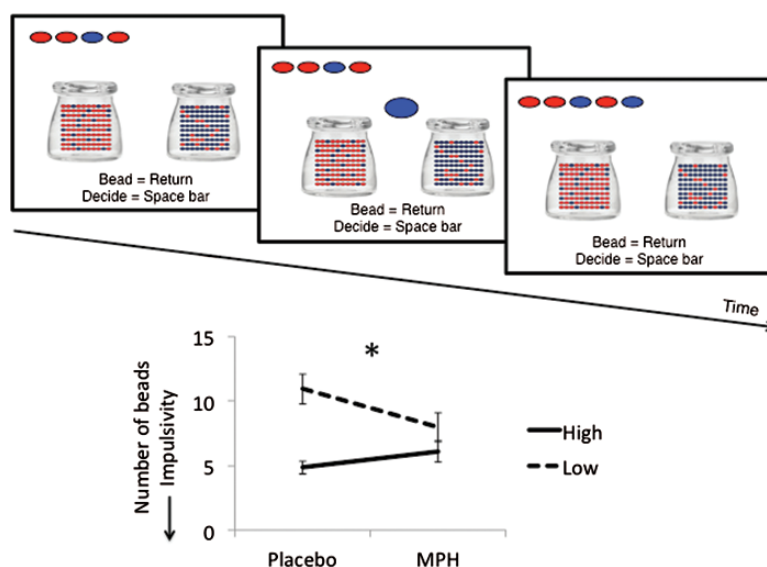 Bead = Return
Decide = Space bar
Bead = Return
Decide = Space bar
Bead = Return
Decide = Space bar
Time
Number of beads
Impulsivity
15
10
5
0
*
Placebo
MPH
High
Low